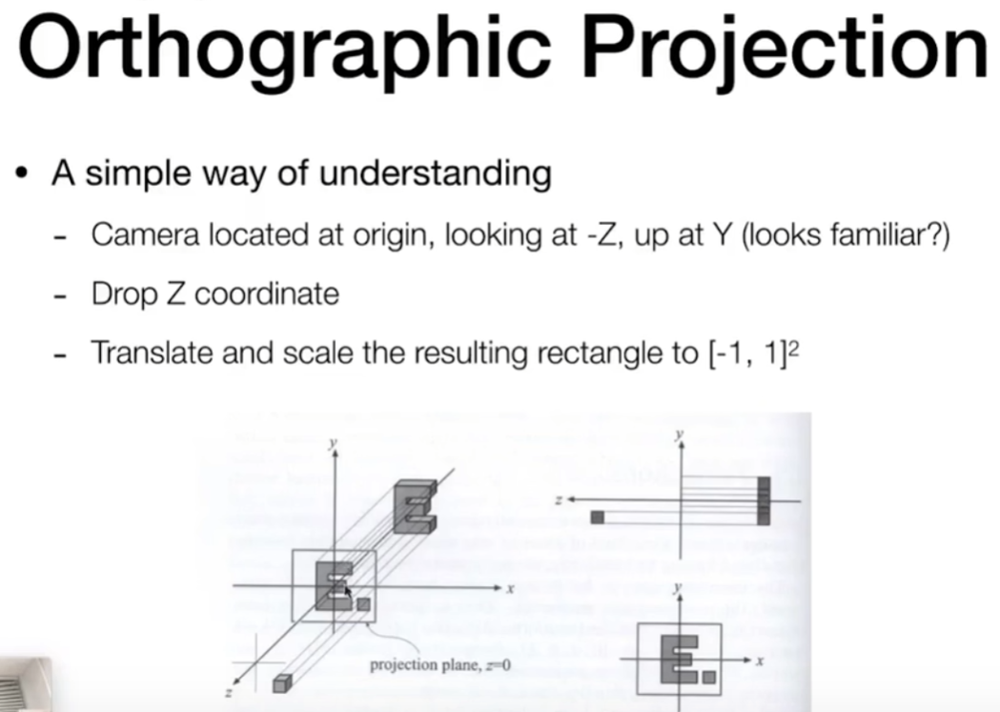 Orthographic Projection
• A simple way of understanding
- Camera located at origin, looking at -Z, up at Y (looks familiar?)
- Drop Z coordinate
- Translate and scale the resulting rectangle to [-1, 1]²
y
x
z
projection plane, z=0
y
z
y
x